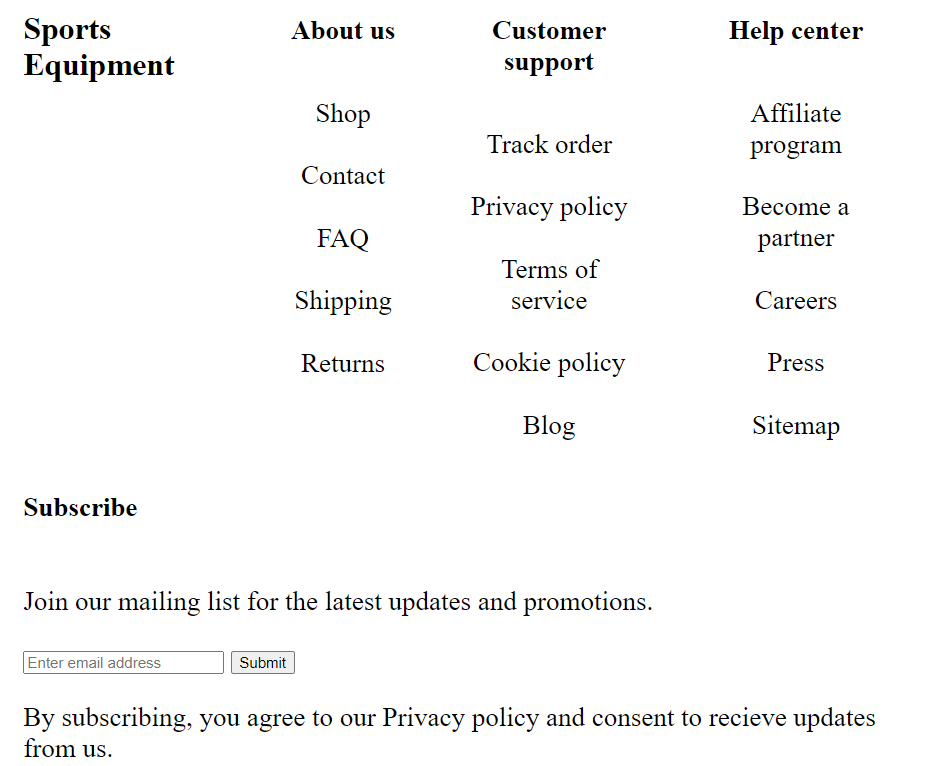 Sports
Equipment
About us
Shop
Contact
FAQ
Shipping
Returns
Customer
support
Track order
Privacy policy
Terms of
service
Cookie policy
Blog
Help center
Affiliate
program
Become a
partner
Careers
Press
Sitemap
Subscribe
Join our mailing list for the latest updates and promotions.
Enter email address Submit
By subscribing, you agree to our Privacy policy and consent to recieve updates
from us.